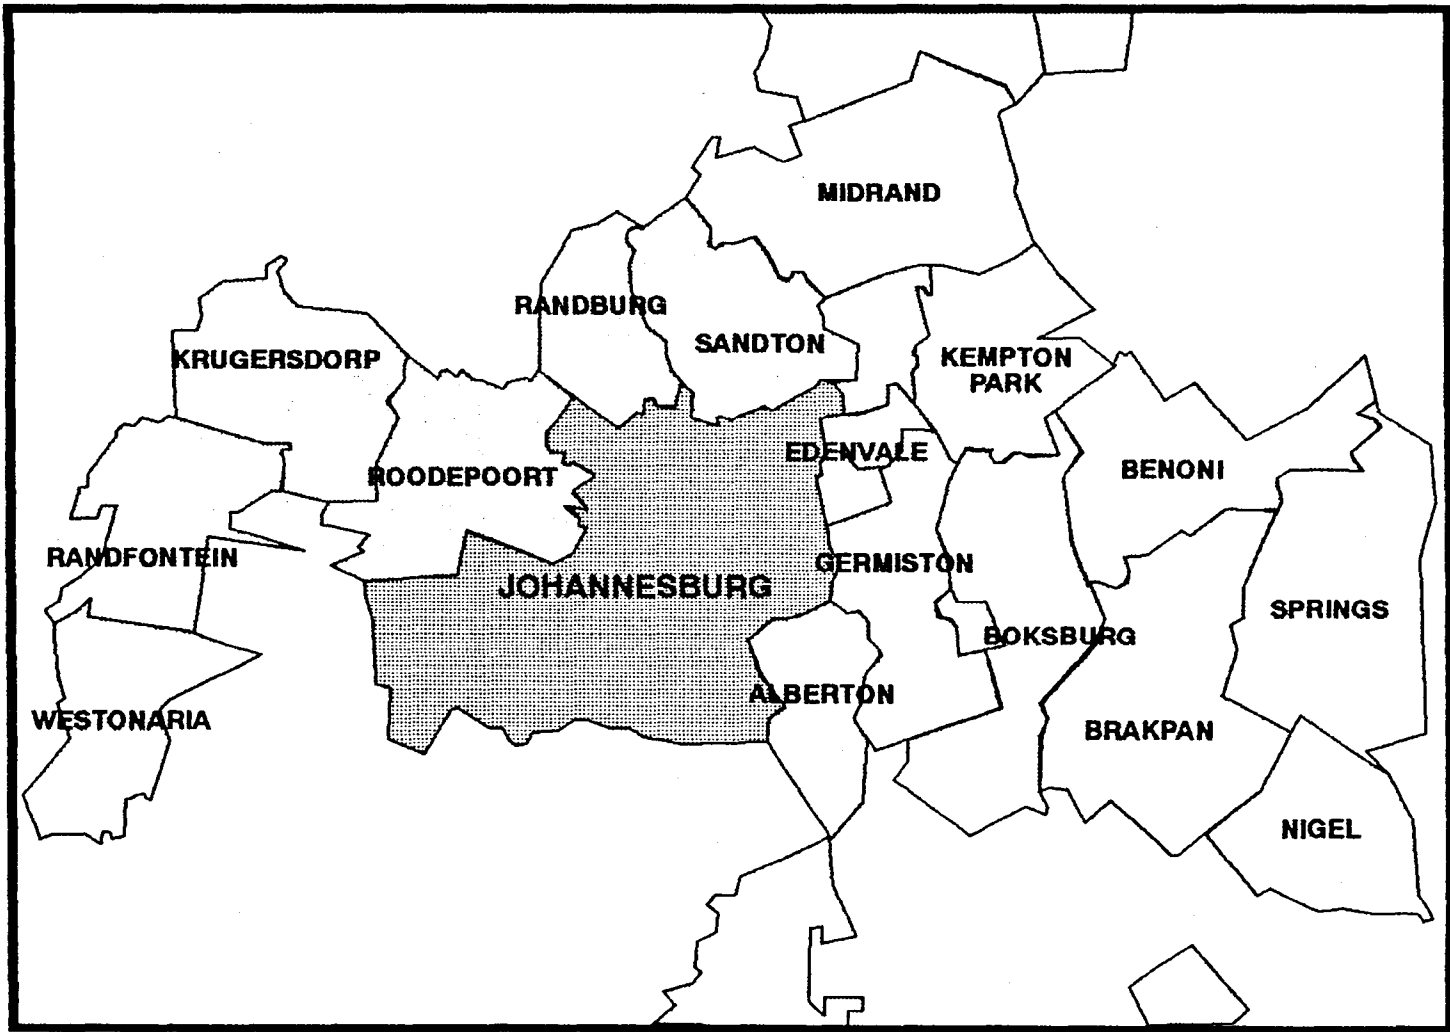 MIDRAND
RANDBURG
SANDTON
KRUGERSDORP
KEMPTON
PARK
EDENVALE
BENONI
ROODEPOORT
RANDFONTEIN
GERMISTON
JOHANNESBURG
SPRINGS
BOKSBURG
ALBERTON
WESTONARIA
BRAKPAN
NIGEL